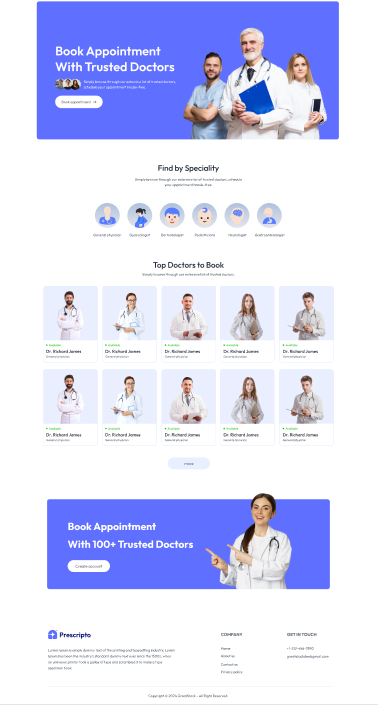 Book Appointment
With Trusted Doctors
Simply browse through our extensive list of trusted doctors,
schedule your appointment hassle-free.
Book appointment →
Find by Speciality
Simply browse through our extensive list of trusted doctors, schedule
your appointment hassle-free.
General physician Gynecologist Dermatologist Pediatricians Neurologist Gastroenterologist
Top Doctors to Book
Simply browse through our extensive list of trusted doctors.
Available Available Available Available Available
Dr. Richard James Dr. Richard James Dr. Richard James Dr. Richard James Dr. Richard James
General physician General physician General physician General physician General physician
Available Available Available Available Available
Dr. Richard James Dr. Richard James Dr. Richard James Dr. Richard James Dr. Richard James
General physician General physician General physician General physician General physician
more
Book Appointment
With 100+ Trusted Doctors
Create account
Prescripto
COMPANY GET IN TOUCH
Lorem Ipsum is simply dummy text of the printing and typesetting industry. Lorem
Ipsum has been the industry's standard dummy text ever since the 1500s, when
an unknown printer took a galley of type and scrambled it to make a type
specimen book.
Home
About us
Contact us
Privacy policy
Copyright © 2024 GreatStack - All Right Reserved.